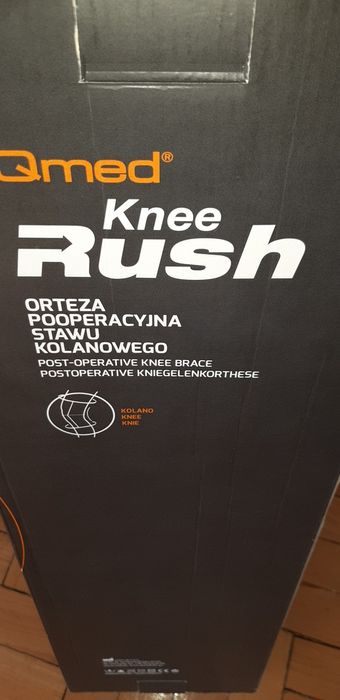 Qmed®
Knee
Rush
ORTEZA
POOPERACYJNA
STAWU
KOLANOWEGO
POST-OPERATIVE KNEE BRACE
POSTOPERATIVE KNIEGELENKORTHESE
KOLANO
KNEE
KNIE